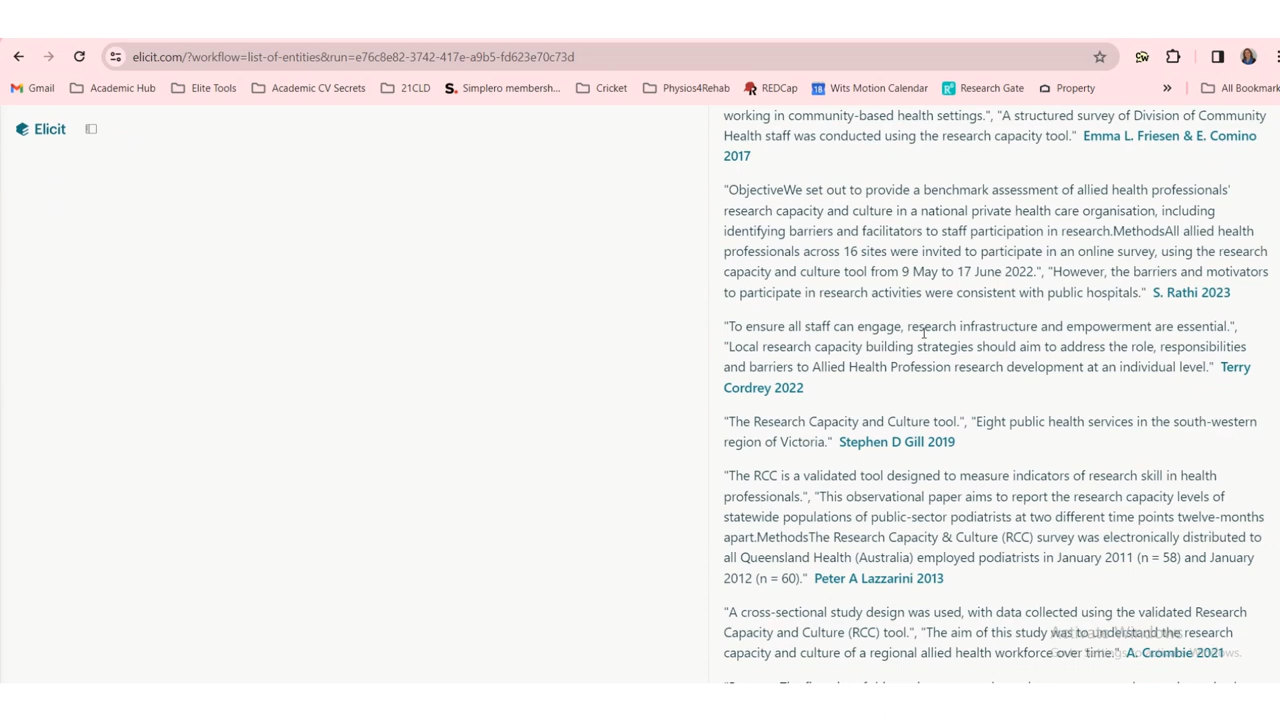 elicit.com/?workflow=list-of-entities&run=e76c8e82-3742-417e-a9b5-fd623e70c73d
Gmail Academic Hub Elite Tools Academic CV Secrets 21CLD Simplero membersh... Cricket Physios4Rehab REDCap Wits Motion Calendar Research Gate Property » All Bookmark
Elicit
working in community-based health settings.", "A structured survey of Division of Community
Health staff was conducted using the research capacity tool." Emma L. Friesen & E. Comino
2017
"ObjectiveWe set out to provide a benchmark assessment of allied health professionals'
research capacity and culture in a national private health care organisation, including
identifying barriers and facilitators to staff participation in research.MethodsAll allied health
professionals across 16 sites were invited to participate in an online survey, using the research
capacity and culture tool from 9 May to 17 June 2022.", "However, the barriers and motivators
to participate in research activities were consistent with public hospitals." S. Rathi 2023
"To ensure all staff can engage, research infrastructure and empowerment are essential.",
"Local research capacity building strategies should aim to address the role, responsibilities
and barriers to Allied Health Profession research development at an individual level." Terry
Cordrey 2022
"The Research Capacity and Culture tool.", "Eight public health services in the south-western
region of Victoria." Stephen D Gill 2019
"The RCC is a validated tool designed to measure indicators of research skill in health
professionals.", "This observational paper aims to report the research capacity levels of
statewide populations of public-sector podiatrists at two different time points twelve-months
apart.MethodsThe Research Capacity & Culture (RCC) survey was electronically distributed to
all Queensland Health (Australia) employed podiatrists in January 2011 (n = 58) and January
2012 (n = 60)." Peter A Lazzarini 2013
"A cross-sectional study design was used, with data collected using the validated Research
Capacity and Culture (RCC) tool.", "The aim of this study was to understand the research
capacity and culture of a regional allied health workforce over time." A. Crombie 2021
Activate Windows